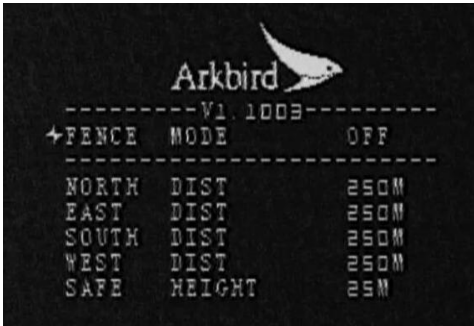 Arkbird
----------V1.1003----------
FENCE MODE OFF
---------------------------
NORTH DIST 250M
EAST DIST 250M
SOUTH DIST 250M
WEST DIST 250M
SAFE HEIGHT 25M